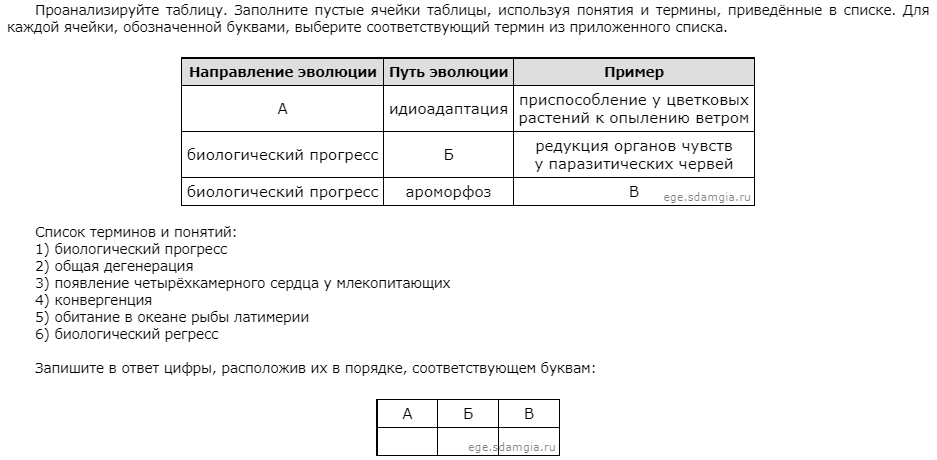 Проанализируйте таблицу. Заполните пустые ячейки таблицы, используя понятия и термины, приведённые в списке. Для
каждой ячейки, обозначенной буквами, выберите соответствующий термин из приложенного списка.
Направление эволюции Путь эволюции Пример
А идиоадаптация приспособление у цветковых
растений к опылению ветром
биологический прогресс Б редукция органов чувств
у паразитических червей
биологический прогресс ароморфоз В
ege.sdamgia.ru
Список терминов и понятий:
1) биологический прогресс
2) общая дегенерация
3) появление четырёхкамерного сердца у млекопитающих
4) конвергенция
5) обитание в океане рыбы латимерии
6) биологический регресс
Запишите в ответ цифры, расположив их в порядке, соответствующем буквам:
А Б В
ege.sdamgia.ru